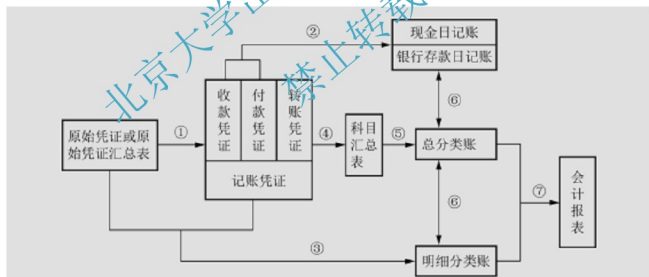 北京大学出
禁止转载
②
现金日记账
银行存款日记账
收款凭证
付款凭证
转账凭证
⑥
原始凭证或原
始凭证汇总表
①
④
科目
汇总
表
⑤
总分类账
记账凭证
⑥
⑦
会计报表
③
明细分类账